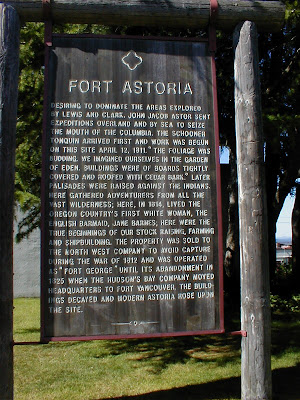 FORT ASTORIA
DESIRING TO DOMINATE THE AREAS EXPLORED
BY LEWIS AND CLARK, JOHN JACOB ASTOR SENT
EXPEDITIONS OVERLAND AND BY SEA TO SEIZE
THE MOUTH OF THE COLUMBIA. THE SCHOONER
TONQUIN ARRIVED FIRST AND WORK WAS BEGUN
ON THIS SITE APRIL 12, 1811. "THE FOLIAGE WAS
BUDDING. WE IMAGINED OURSELVES IN THE GARDEN
OF EDEN. BUILDINGS WERE OF BOARDS TIGHTLY
COVERED AND ROOFED WITH CEDAR BARK." LATER
PALISADES WERE RAISED AGAINST THE INDIANS.
HERE GATHERED ADVENTURERS FROM ALL THE
VAST WILDERNESS; HERE, IN 1814, LIVED THE
OREGON COUNTRY'S FIRST WHITE WOMAN, THE
ENGLISH BARMAID, JANE BARNES; HERE WERE THE
THE BEGINNINGS OF OUR STOCK RAISING, FARMING
AND SHIPBUILDING. THE PROPERTY WAS SOLD TO
THE NORTH WEST COMPANY TO AVOID CAPTURE
DURING THE WAR OF 1812 AND WAS OPERATED
AS "FORT GEORGE" UNTIL ITS ABANDONMENT IN
1825 WHEN THE HUDSON'S BAY COMPANY MOVED
HEADQUARTERS TO FORT VANCOUVER. THE BUILD-
INGS DECAYED AND MODERN ASTORIA ROSE UPON
THE SITE.